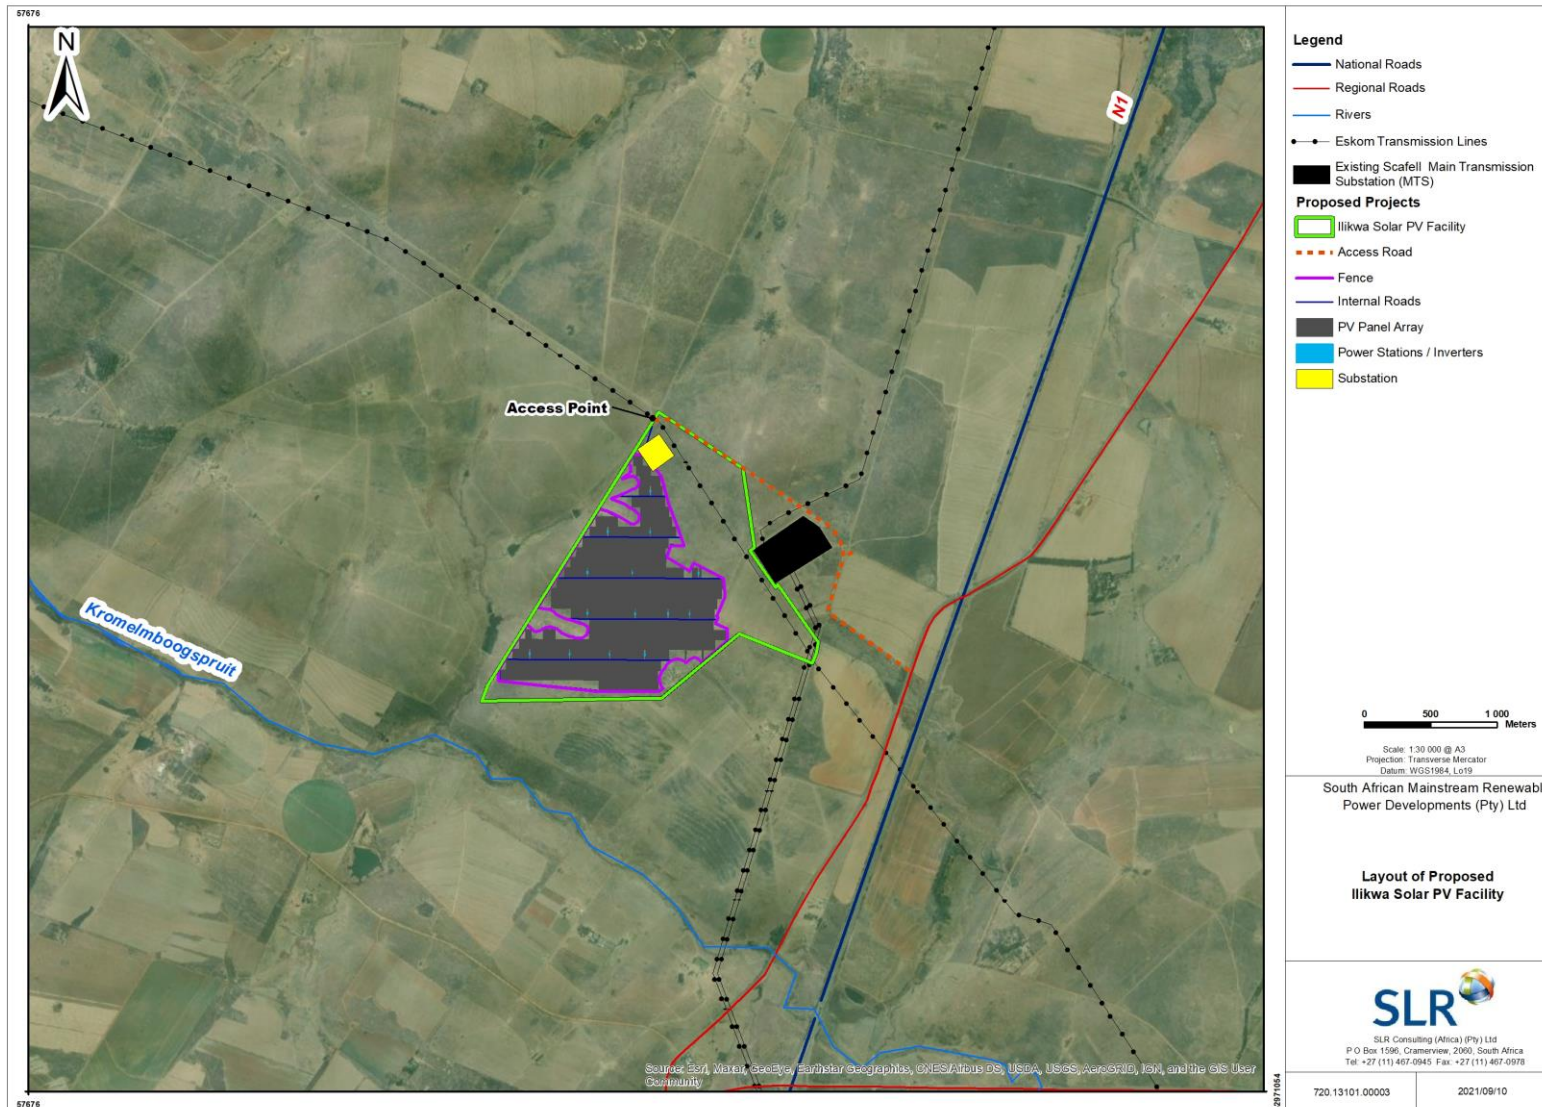 57676
N
N1
Access Point
Kromelmboogspruit
Source: Esri, Maxar, GeoEye, Earthstar Geographics, CNES/Airbus DS, USDA, USGS, AeroGRID, IGN, and the GIS User
Community
57676
2971054
Legend
National Roads
Regional Roads
Rivers
Eskom Transmission Lines
Existing Scafell Main Transmission
Substation (MTS)
Proposed Projects
Ilikwa Solar PV Facility
Access Road
Fence
Internal Roads
PV Panel Array
Power Stations / Inverters
Substation
0 500 1 000
Meters
Scale: 1:30 000 @ A3
Projection: Transverse Mercator
Datum: WGS1984, Lo19
South African Mainstream Renewabl
Power Developments (Pty) Ltd
Layout of Proposed
Ilikwa Solar PV Facility
SLR
SLR Consulting (Africa) (Pty) Ltd
P O Box 1596, Cramerview, 2060, South Africa
Tel: +27 (11) 467-0945 Fax: +27 (11) 467-0978
720.13101.00003
2021/09/10